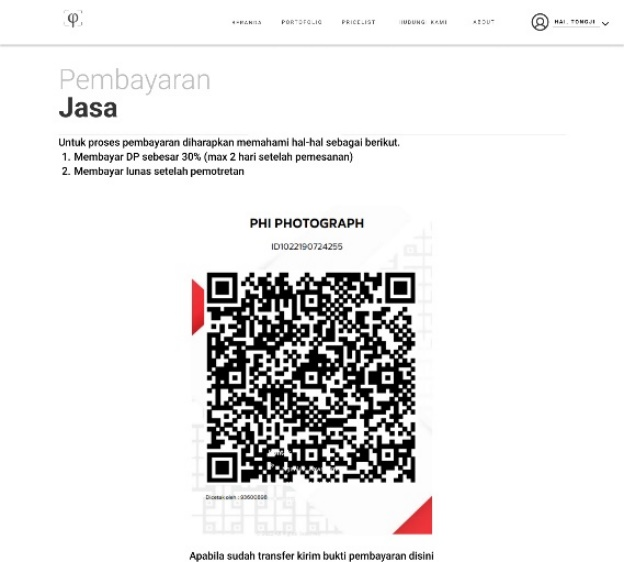 φ
BERANDA PORTOFOLIO PRICELIST HUBUNGI KAMI ABOUT HAI, TONGJI
Pembayaran
Jasa
Untuk proses pembayaran diharapkan memahami hal-hal sebagai berikut.
1. Membayar DP sebesar 30% (max 2 hari setelah pemesanan)
2. Membayar lunas setelah pemotretan
PHI PHOTOGRAPH
ID1022190724255
Dicetak oleh : 93600898
Apabila sudah transfer kirim bukti pembayaran disini